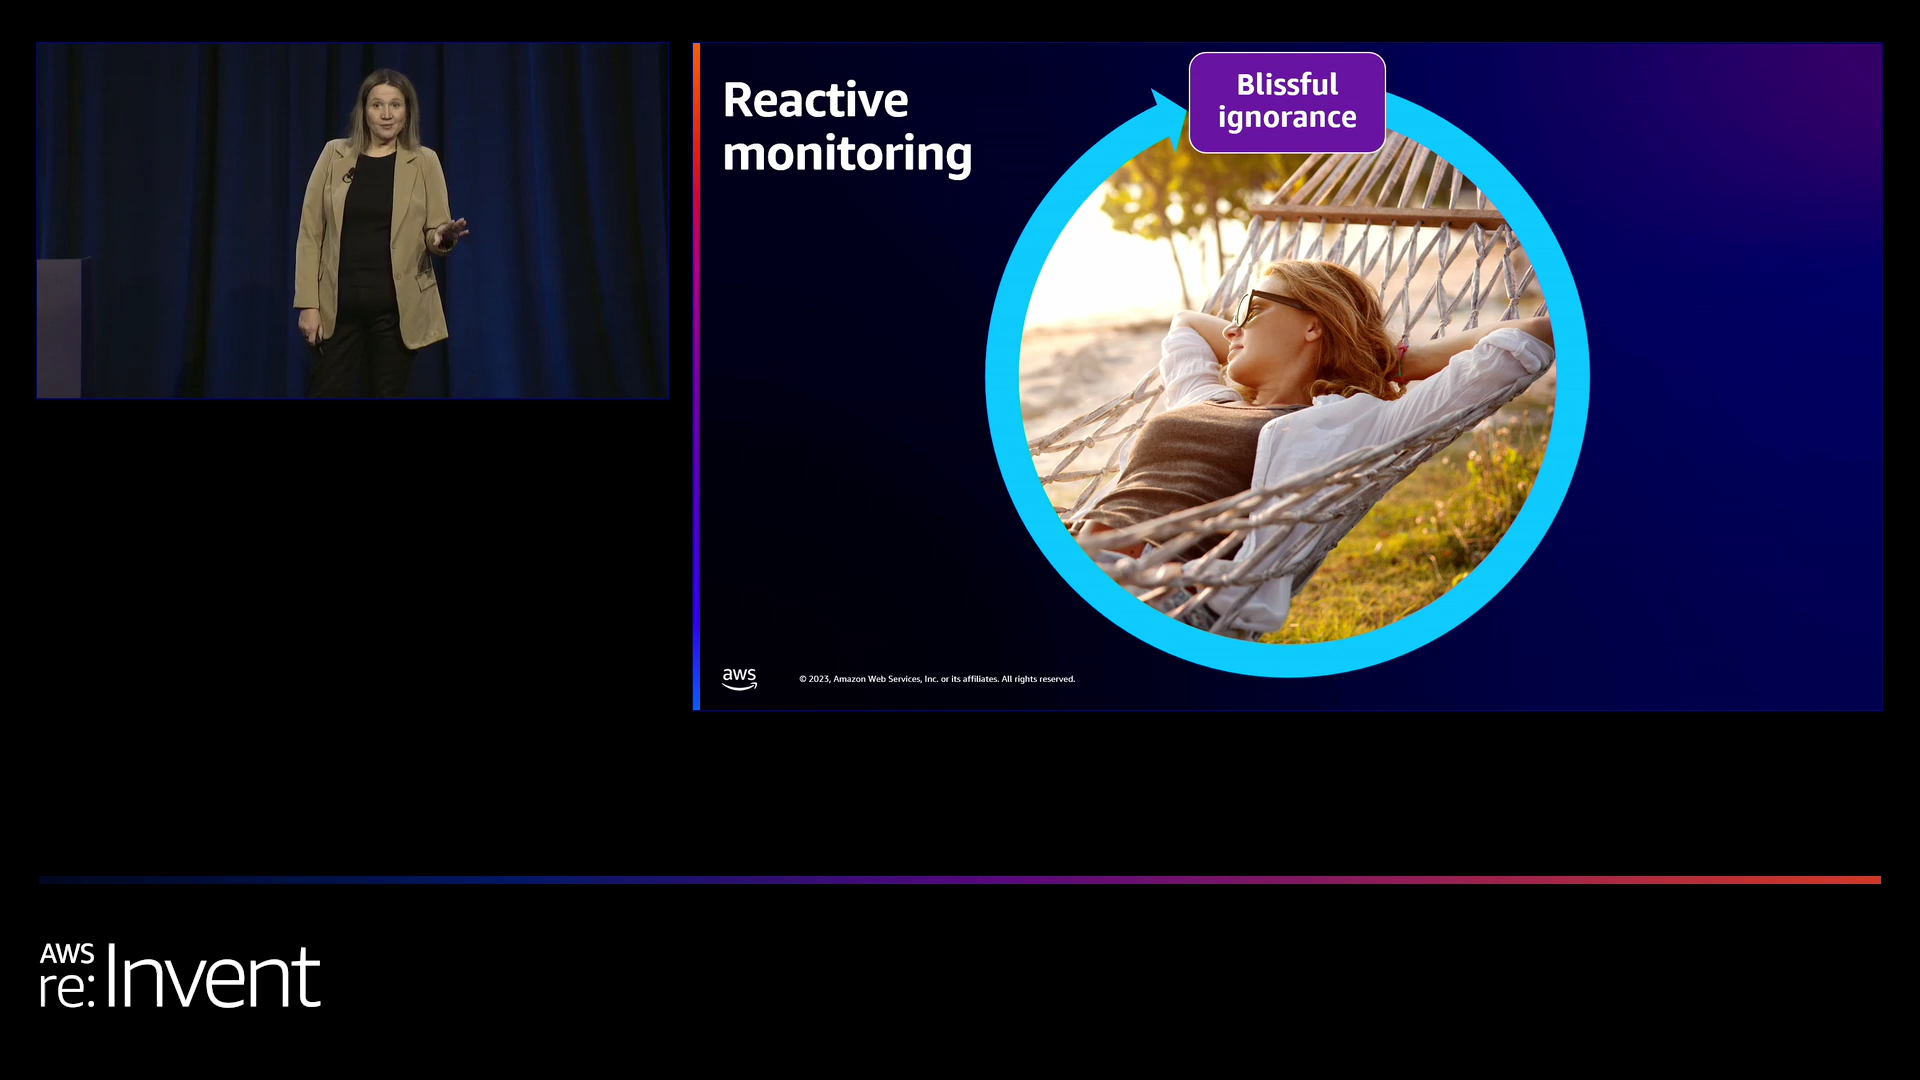 Reactive
monitoring
Blissful
ignorance
aws
© 2023, Amazon Web Services, Inc. or its affiliates. All rights reserved.
AWS
re:Invent